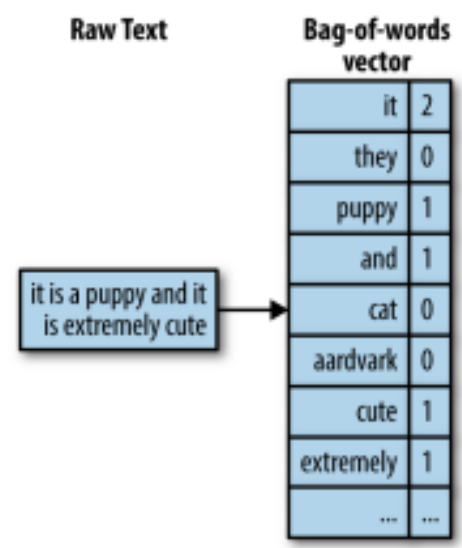 Raw Text
Bag-of-words
vector
it is a puppy and it
is extremely cute
it 2
they 0
puppy 1
and 1
cat 0
aardvark 0
cute 1
extremely 1
... ...